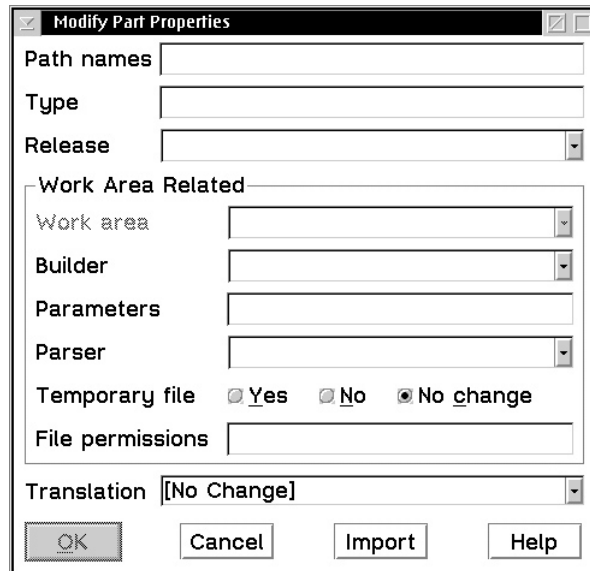 Modify Part Properties
Path names
Type
Release
Work Area Related
Work area
Builder
Parameters
Parser
Temporary file Yes No No change
File permissions
Translation [No Change]
OK Cancel Import Help